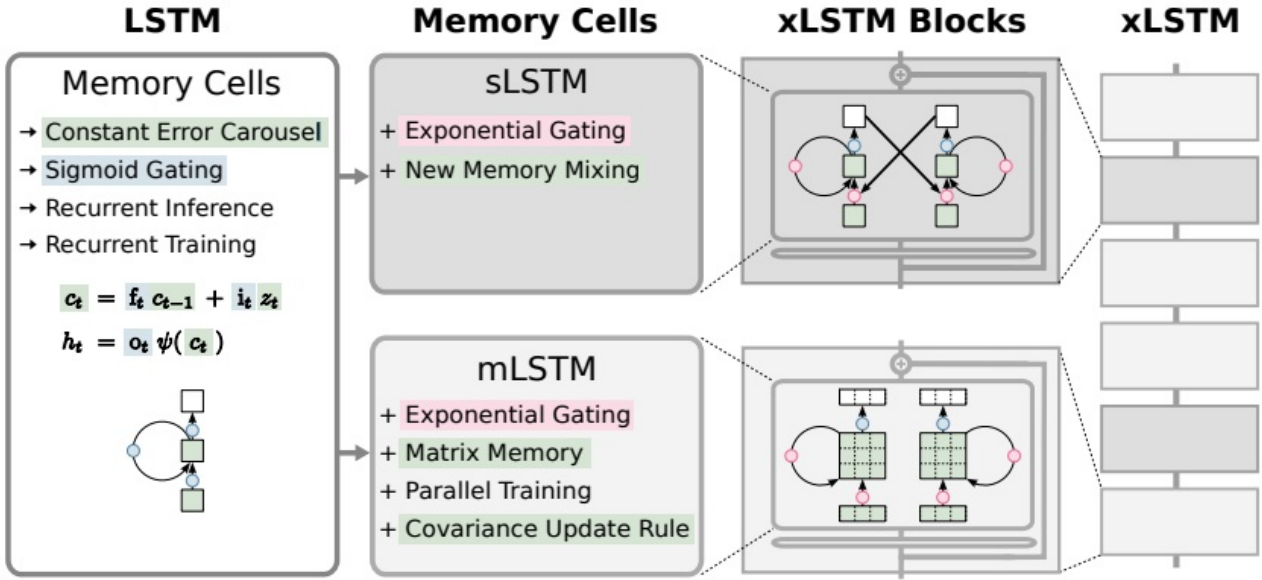 LSTM
Memory Cells
xLSTM Blocks
xLSTM
Memory Cells
→ Constant Error Carousel
→ Sigmoid Gating
→ Recurrent Inference
→ Recurrent Training
c_t = f_t c_{t−1} + i_t z_t
h_t = o_t ψ( c_t )
sLSTM
+ Exponential Gating
+ New Memory Mixing
mLSTM
+ Exponential Gating
+ Matrix Memory
+ Parallel Training
+ Covariance Update Rule